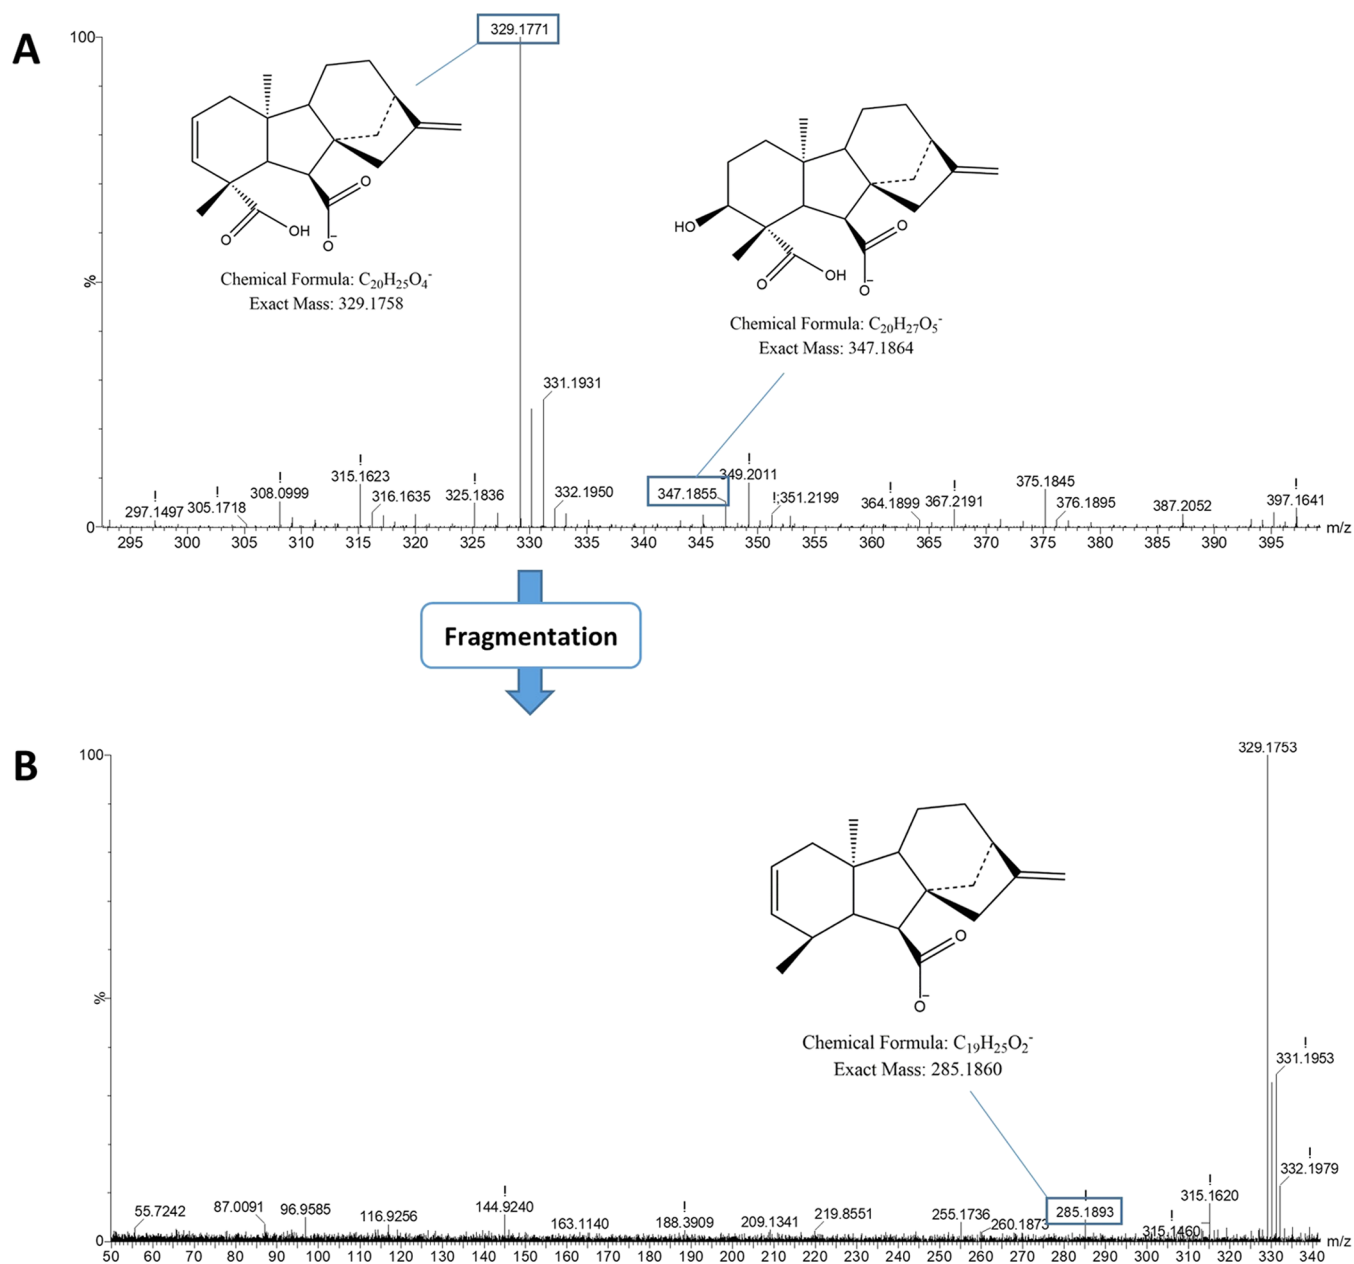 A
100
329.1771
O
OH
O⁻
Chemical Formula: C₂₀H₂₅O₄⁻
Exact Mass: 329.1758
HO
O
OH
O
O⁻
Chemical Formula: C₂₀H₂₇O₅⁻
Exact Mass: 347.1864
%
331.1931
!
297.1497
!
305.1718
!
308.0999
!
315.1623
316.1635
!
325.1836
332.1950
347.1855
!
349.2011
!;351.2199
!
364.1899
!
367.2191
375.1845
376.1895
387.2052
!
397.1641
0
295 300 305 310 315 320 325 330 335 340 345 350 355 360 365 370 375 380 385 390 395 m/z
Fragmentation
B
100
329.1753
O
O⁻
Chemical Formula: C₁₉H₂₅O₂⁻
Exact Mass: 285.1860
%
!
331.1953
!
332.1979
55.7242
87.0091
96.9585
116.9256
!
144.9240
163.1140
!
188.3909
209.1341
219.8551
255.1736
260.1873
!
285.1893
!
315.1460
!
315.1620
0
50 60 70 80 90 100 110 120 130 140 150 160 170 180 190 200 210 220 230 240 250 260 270 280 290 300 310 320 330 340 m/z